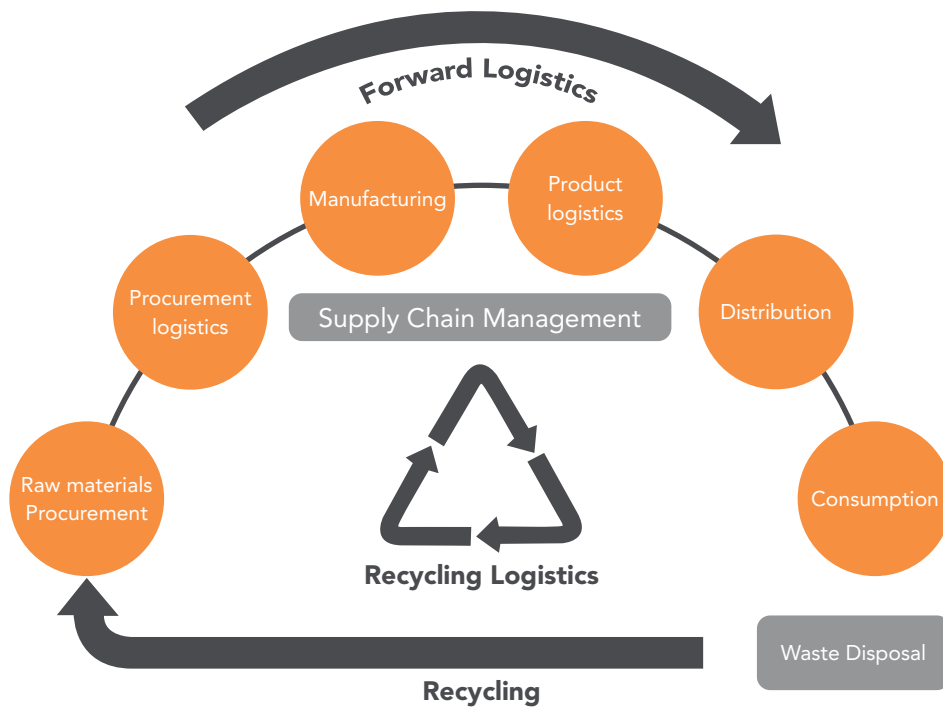 Forward Logistics
Manufacturing
Product
logistics
Procurement
logistics
Supply Chain Management
Distribution
Raw materials
Procurement
Consumption
Recycling Logistics
Waste Disposal
Recycling